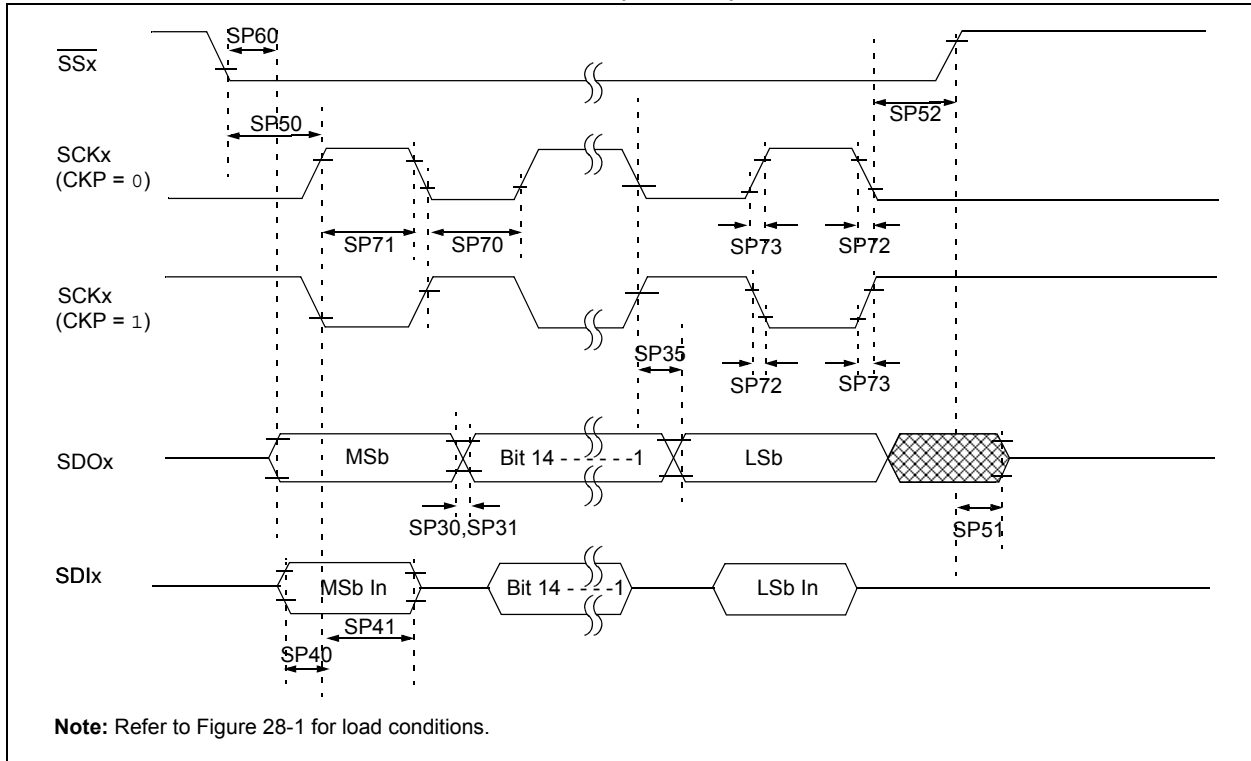 SP60
SSx
SP50
SP52
SCKx
(CKP = 0)
SP71
SP70
SP73
SP72
SCKx
(CKP = 1)
SP35
SP72
SP73
SDOx
MSb
Bit 14 - - - - - -1
LSb
SP30,SP31
SP51
SDIx
MSb In
Bit 14 - - - -1
LSb In
SP41
SP40
Note: Refer to Figure 28-1 for load conditions.